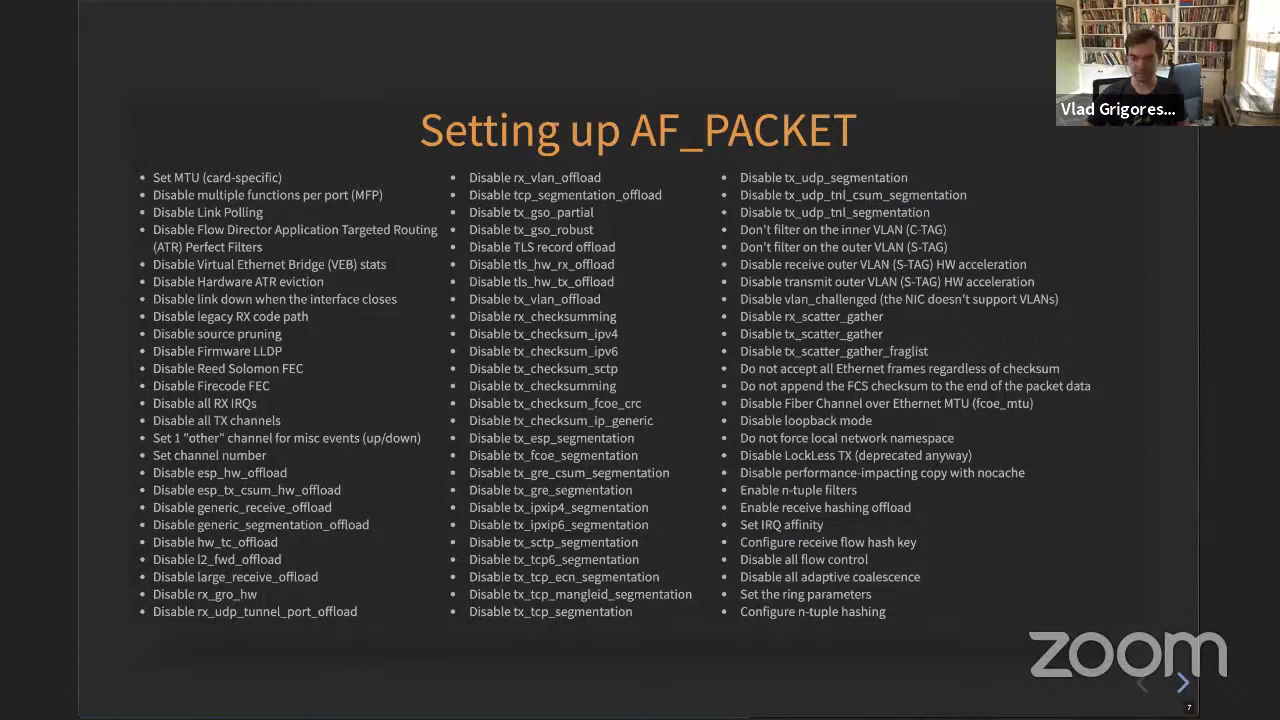 Vlad Grigores...
Setting up AF_PACKET
Set MTU (card-specific)
Disable multiple functions per port (MFP)
Disable Link Polling
Disable Flow Director Application Targeted Routing
(ATR) Perfect Filters
Disable Virtual Ethernet Bridge (VEB) stats
Disable Hardware ATR eviction
Disable link down when the interface closes
Disable legacy RX code path
Disable source pruning
Disable Firmware LLDP
Disable Reed Solomon FEC
Disable Firecode FEC
Disable all RX IRQs
Disable all TX channels
Set 1 "other" channel for misc events (up/down)
Set channel number
Disable esp_hw_offload
Disable esp_tx_csum_hw_offload
Disable generic_receive_offload
Disable generic_segmentation_offload
Disable hw_tc_offload
Disable l2_fwd_offload
Disable large_receive_offload
Disable rx_gro_hw
Disable rx_udp_tunnel_port_offload
Disable rx_vlan_offload
Disable tcp_segmentation_offload
Disable tx_gso_partial
Disable tx_gso_robust
Disable TLS record offload
Disable tls_hw_rx_offload
Disable tls_hw_tx_offload
Disable tx_vlan_offload
Disable rx_checksumming
Disable tx_checksum_ipv4
Disable tx_checksum_ipv6
Disable tx_checksum_sctp
Disable tx_checksumming
Disable tx_checksum_fcoe_crc
Disable tx_checksum_ip_generic
Disable tx_esp_segmentation
Disable tx_fcoe_segmentation
Disable tx_gre_csum_segmentation
Disable tx_gre_segmentation
Disable tx_ipxip4_segmentation
Disable tx_ipxip6_segmentation
Disable tx_sctp_segmentation
Disable tx_tcp6_segmentation
Disable tx_tcp_ecn_segmentation
Disable tx_tcp_mangleid_segmentation
Disable tx_tcp_segmentation
Disable tx_udp_segmentation
Disable tx_udp_tnl_csum_segmentation
Disable tx_udp_tnl_segmentation
Don't filter on the inner VLAN (C-TAG)
Don't filter on the outer VLAN (S-TAG)
Disable receive outer VLAN (S-TAG) HW acceleration
Disable transmit outer VLAN (S-TAG) HW acceleration
Disable vlan_challenged (the NIC doesn't support VLANs)
Disable rx_scatter_gather
Disable tx_scatter_gather
Disable tx_scatter_gather_fraglist
Do not accept all Ethernet frames regardless of checksum
Do not append the FCS checksum to the end of the packet data
Disable Fiber Channel over Ethernet MTU (fcoe_mtu)
Disable loopback mode
Do not force local network namespace
Disable LockLess TX (deprecated anyway)
Disable performance-impacting copy with nocache
Enable n-tuple filters
Enable receive hashing offload
Set IRQ affinity
Configure receive flow hash key
Disable all flow control
Disable all adaptive coalescence
Set the ring parameters
Configure n-tuple hashing
zoom
7